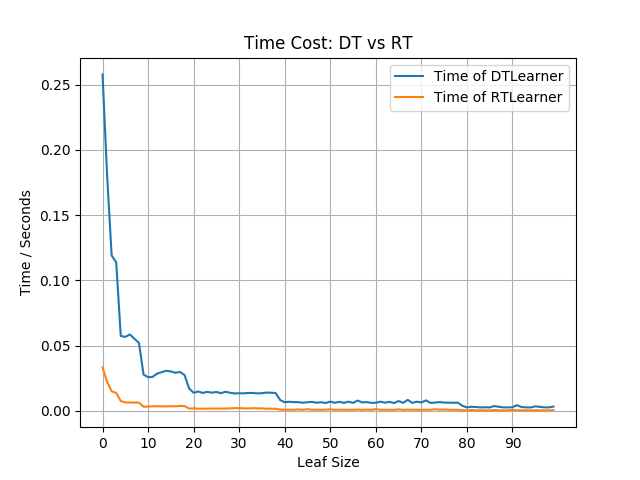 Time Cost: DT vs RT
Time of DTLearner
Time of RTLearner
Time / Seconds
0.25
0.20
0.15
0.10
0.05
0.00
0 10 20 30 40 50 60 70 80 90
Leaf Size